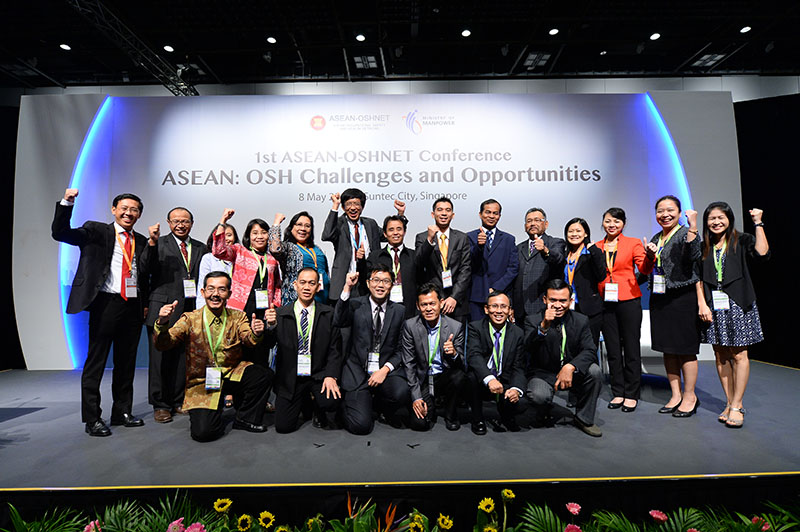 ASEAN-OSHNET
MINISTRY OF
MANPOWER
1st ASEAN-OSHNET Conference
ASEAN: OSH Challenges and Opportunities
8 May Suntec City, Singapore